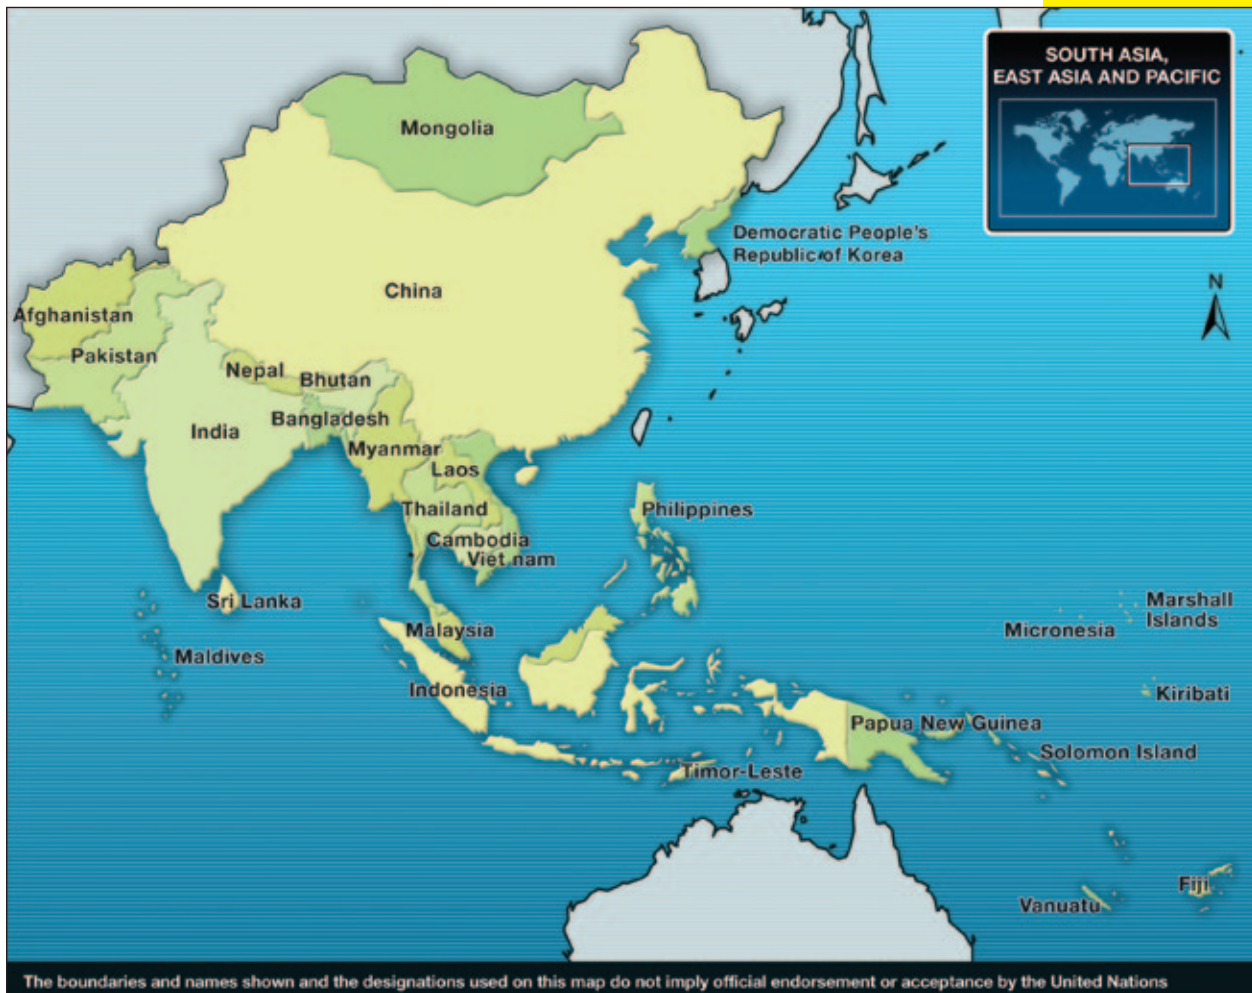 SOUTH ASIA,
EAST ASIA AND PACIFIC
Mongolia
Democratic People's
Republic of Korea
China
N
Afghanistan
Pakistan
Nepal
Bhutan
Bangladesh
India
Myanmar
Laos
Thailand
Philippines
Cambodia
Viet nam
Sri Lanka
Maldives
Malaysia
Indonesia
Marshall
Islands
Micronesia
Kiribati
Papua New Guinea
Solomon Island
Timor-Leste
Fiji
Vanuatu
The boundaries and names shown and the designations used on this map do not imply official endorsement or acceptance by the United Nations